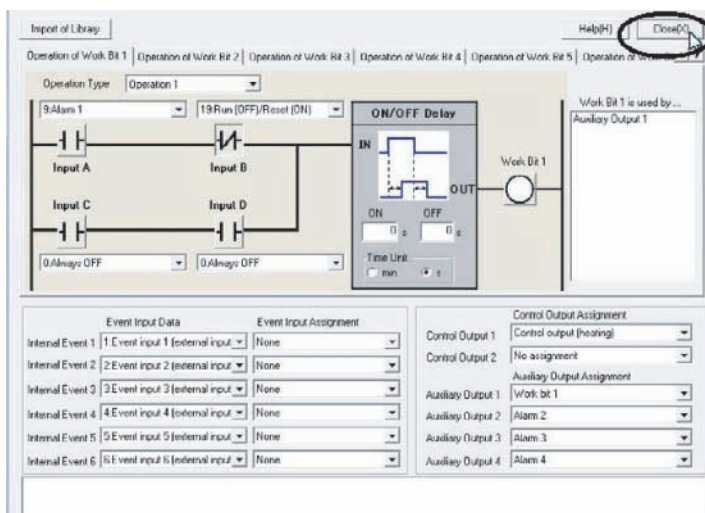 Import of Library
Help(H)
Close(X)
Operation of Work Bit 1
Operation of Work Bit 2
Operation of Work Bit 3
Operation of Work Bit 4
Operation of Work Bit 5
Operation of Work
Operation Type
Operation 1
9:Alarm 1
19:Run (OFF)/Reset (ON)
ON/OFF Delay
Work Bit 1 is used by ...
Auxiliary Output 1
IN
Input A
Input B
Work Bit 1
OUT
Input C
Input D
ON
OFF
0 s
0 s
0:Always OFF
0:Always OFF
Time Unit
min
s
Event Input Data
Event Input Assignment
Internal Event 1
1:Event input 1 (external input
None
Internal Event 2
2:Event input 2 (external input
None
Internal Event 3
3:Event input 3 (external input
None
Internal Event 4
4:Event input 4 (external input
None
Internal Event 5
5:Event input 5 (external input
None
Internal Event 6
6:Event input 6 (external input
None
Control Output Assignment
Control Output 1
Control output (heating)
Control Output 2
No assignment
Auxiliary Output Assignment
Auxiliary Output 1
Work bit 1
Auxiliary Output 2
Alarm 2
Auxiliary Output 3
Alarm 3
Auxiliary Output 4
Alarm 4